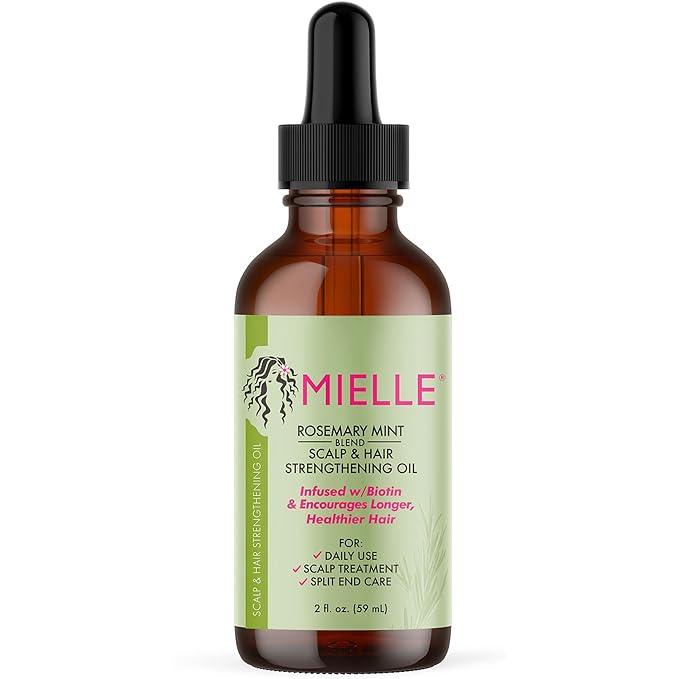 MIELLE®
ROSEMARY MINT
BLEND
SCALP & HAIR
STRENGTHENING OIL
Infused w/Biotin
& Encourages Longer,
Healthier Hair
FOR:
✓ DAILY USE
✓ SCALP TREATMENT
✓ SPLIT END CARE
2 fl. oz. (59 mL)
SCALP & HAIR STRENGTHENING OIL